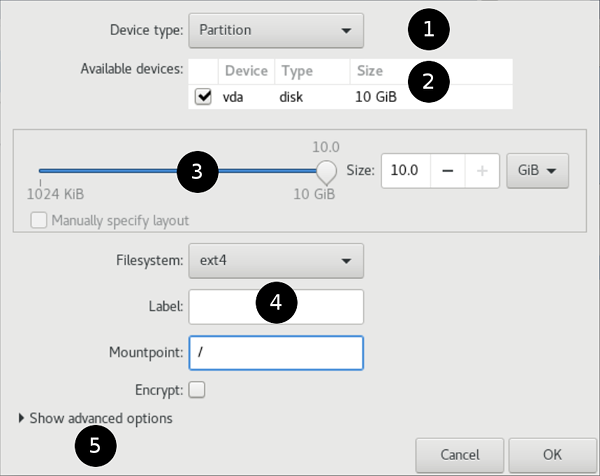 Device type: Partition 1
Available devices: Device Type Size 2
vda disk 10 GiB
10.0
3 Size: 10.0 − + GiB
1024 KiB 10 GiB
Manually specify layout
Filesystem: ext4
Label: 4
Mountpoint: /
Encrypt:
Show advanced options
5
Cancel OK